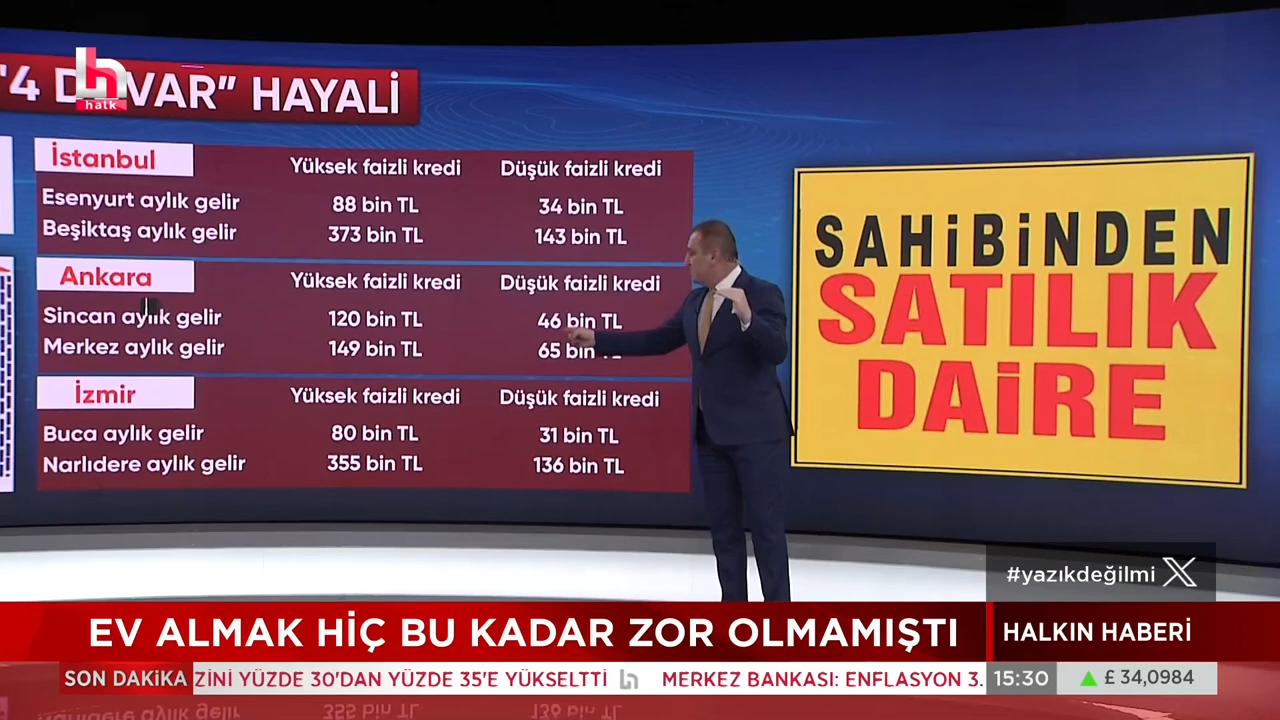 "4 D VAR" HAYALİ
h
halk
İstanbul Yüksek faizli kredi Düşük faizli kredi
Esenyurt aylık gelir 88 bin TL 34 bin TL
Beşiktaş aylık gelir 373 bin TL 143 bin TL
Ankara Yüksek faizli kredi Düşük faizli kredi
Sincan aylık gelir 120 bin TL 46 bin TL
Merkez aylık gelir 149 bin TL 65 bin
İzmir Yüksek faizli kredi Düşük faizli kredi
Buca aylık gelir 80 bin TL 31 bin TL
Narlıdere aylık gelir 355 bin TL 136 bin TL
SAHiBiNDEN
SATILIK
DAiRE
#yazıkdeğilmi X
EV ALMAK HİÇ BU KADAR ZOR OLMAMIŞTI
HALKIN HABERİ
SON DAKİKA ZİNİ YÜZDE 30'DAN YÜZDE 35'E YÜKSELTTİ h MERKEZ BANKASI: ENFLASYON 3. 15:30 £ 34,0984